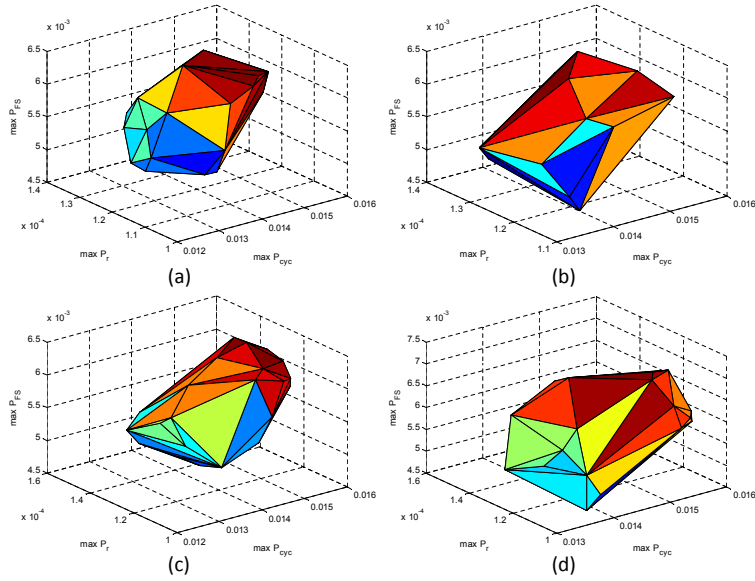 x 10⁻³
6.5
6
5.5
5
4.5
max P_FS
1.4
1.3
1.2
1.1
1
x 10⁻⁴
max P_r
0.012
0.013
0.014
0.015
0.016
max P_cyc
(a)
x 10⁻³
6.5
6
5.5
5
4.5
max P_FS
1.4
1.3
1.2
1.1
x 10⁻⁴
max P_r
0.013
0.014
0.015
0.016
max P_cyc
(b)
x 10⁻³
6.5
6
5.5
5
4.5
max P_FS
1.6
1.4
1.2
1
x 10⁻⁴
max P_r
0.012
0.013
0.014
0.015
0.016
max P_cyc
(c)
x 10⁻³
7.5
7
6.5
6
5.5
5
4.5
max P_FS
1.6
1.4
1.2
1
x 10⁻⁴
max P_r
0.013
0.014
0.015
0.016
max P_cyc
(d)